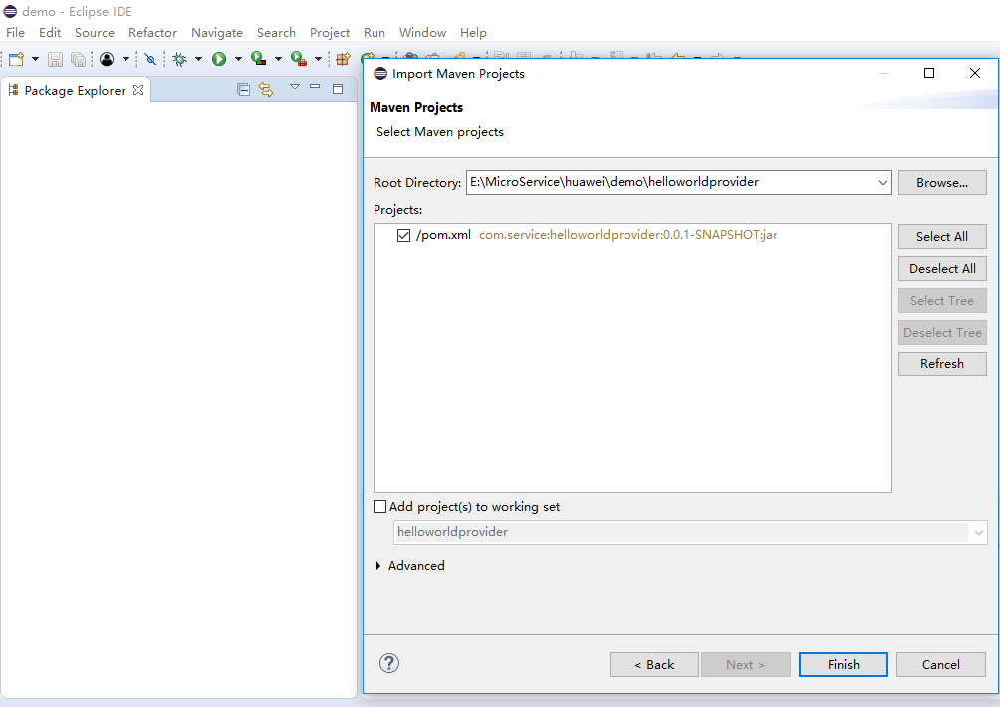 demo - Eclipse IDE
File Edit Source Refactor Navigate Search Project Run Window Help
Import Maven Projects
Package Explorer
Maven Projects
Select Maven projects
Root Directory: E:\MicroService\huawei\demo\helloworldprovider Browse...
Projects:
/pom.xml com.service:helloworldprovider:0.0.1-SNAPSHOT:jar
Select All
Deselect All
Select Tree
Deselect Tree
Refresh
Add project(s) to working set
helloworldprovider
Advanced
? < Back Next > Finish Cancel